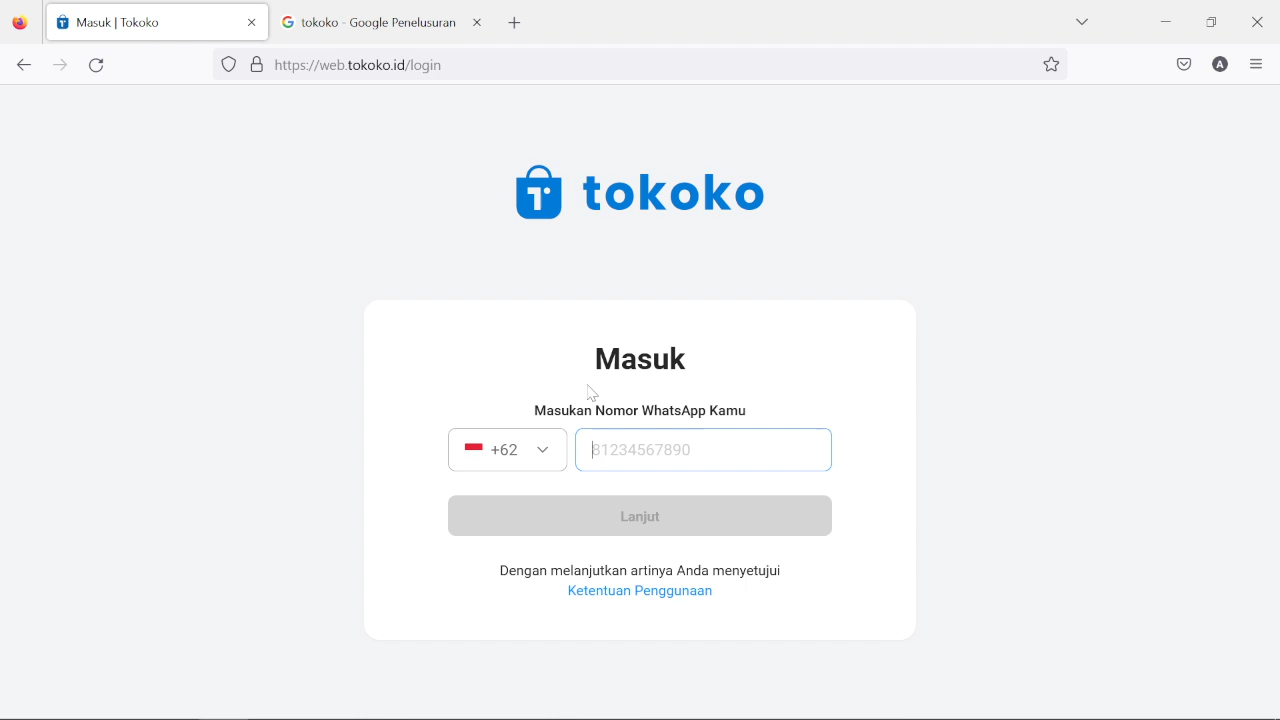 Masuk | Tokoko
tokoko - Google Penelusuran
https://web.tokoko.id/login
A
tokoko
Masuk
Masukan Nomor WhatsApp Kamu
+62
81234567890
Lanjut
Dengan melanjutkan artinya Anda menyetujui
Ketentuan Penggunaan